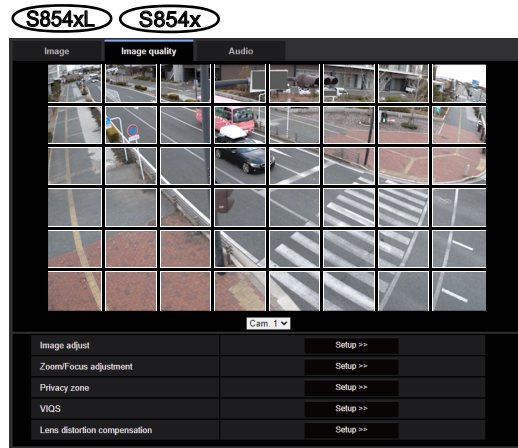 S854xL S854x
Image Image quality Audio
Cam. 1
Image adjust Setup >>
Zoom/Focus adjustment Setup >>
Privacy zone Setup >>
VIQS Setup >>
Lens distortion compensation Setup >>